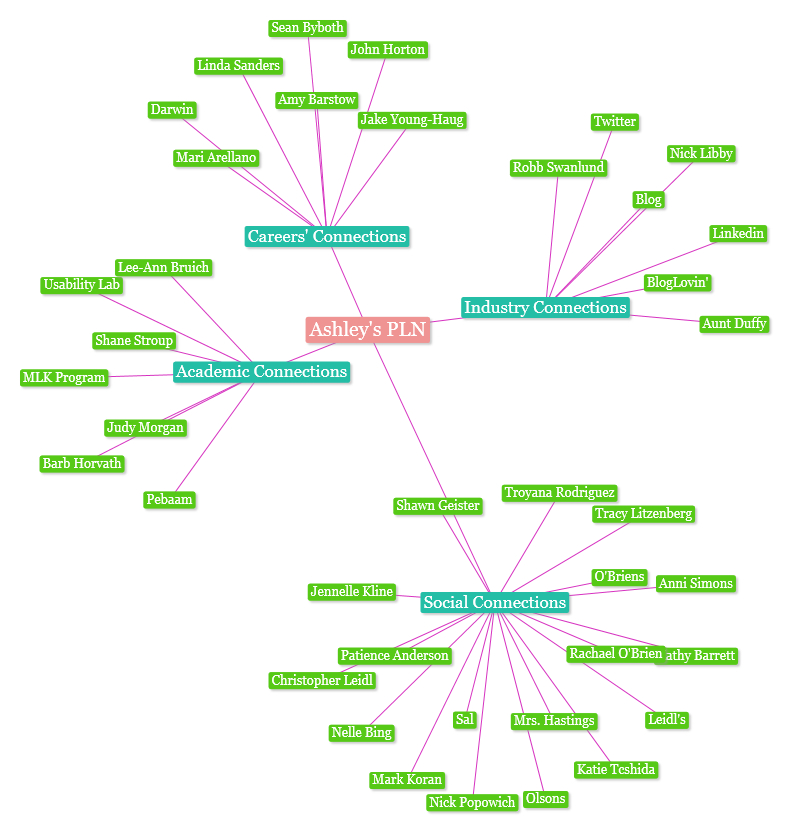 Sean Byboth
John Horton
Linda Sanders
Amy Barstow
Darwin
Jake Young-Haug
Mari Arellano
Careers' Connections
Twitter
Nick Libby
Robb Swanlund
Blog
Linkedin
BlogLovin'
Industry Connections
Aunt Duffy
Ashley's PLN
Lee-Ann Bruich
Usability Lab
Shane Stroup
Academic Connections
MLK Program
Judy Morgan
Barb Horvath
Pebaam
Shawn Geister
Troyana Rodriguez
Tracy Litzenberg
O'Briens
Anni Simons
Jennelle Kline
Social Connections
Patience Anderson
Rachael O'Brien
athy Barrett
Christopher Leidl
Sal
Mrs. Hastings
Leidl's
Nelle Bing
Katie Tcshida
Mark Koran
Nick Popowich
Olsons